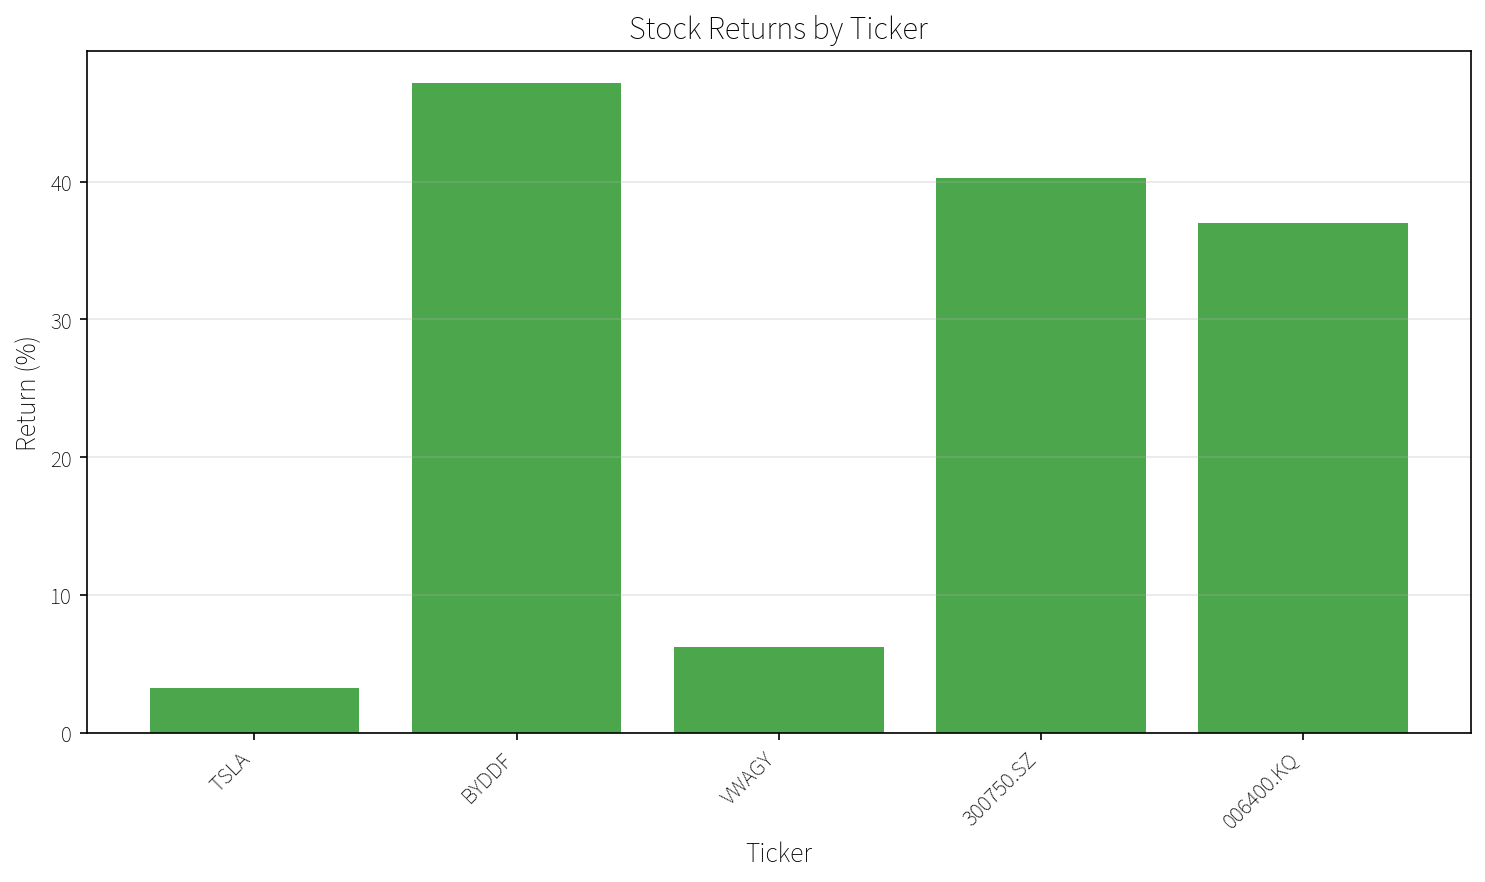 Stock Returns by Ticker
Return (%)
40
30
20
10
0
TSLA
BYDDF
VWAGY
300750.SZ
006400.KQ
Ticker